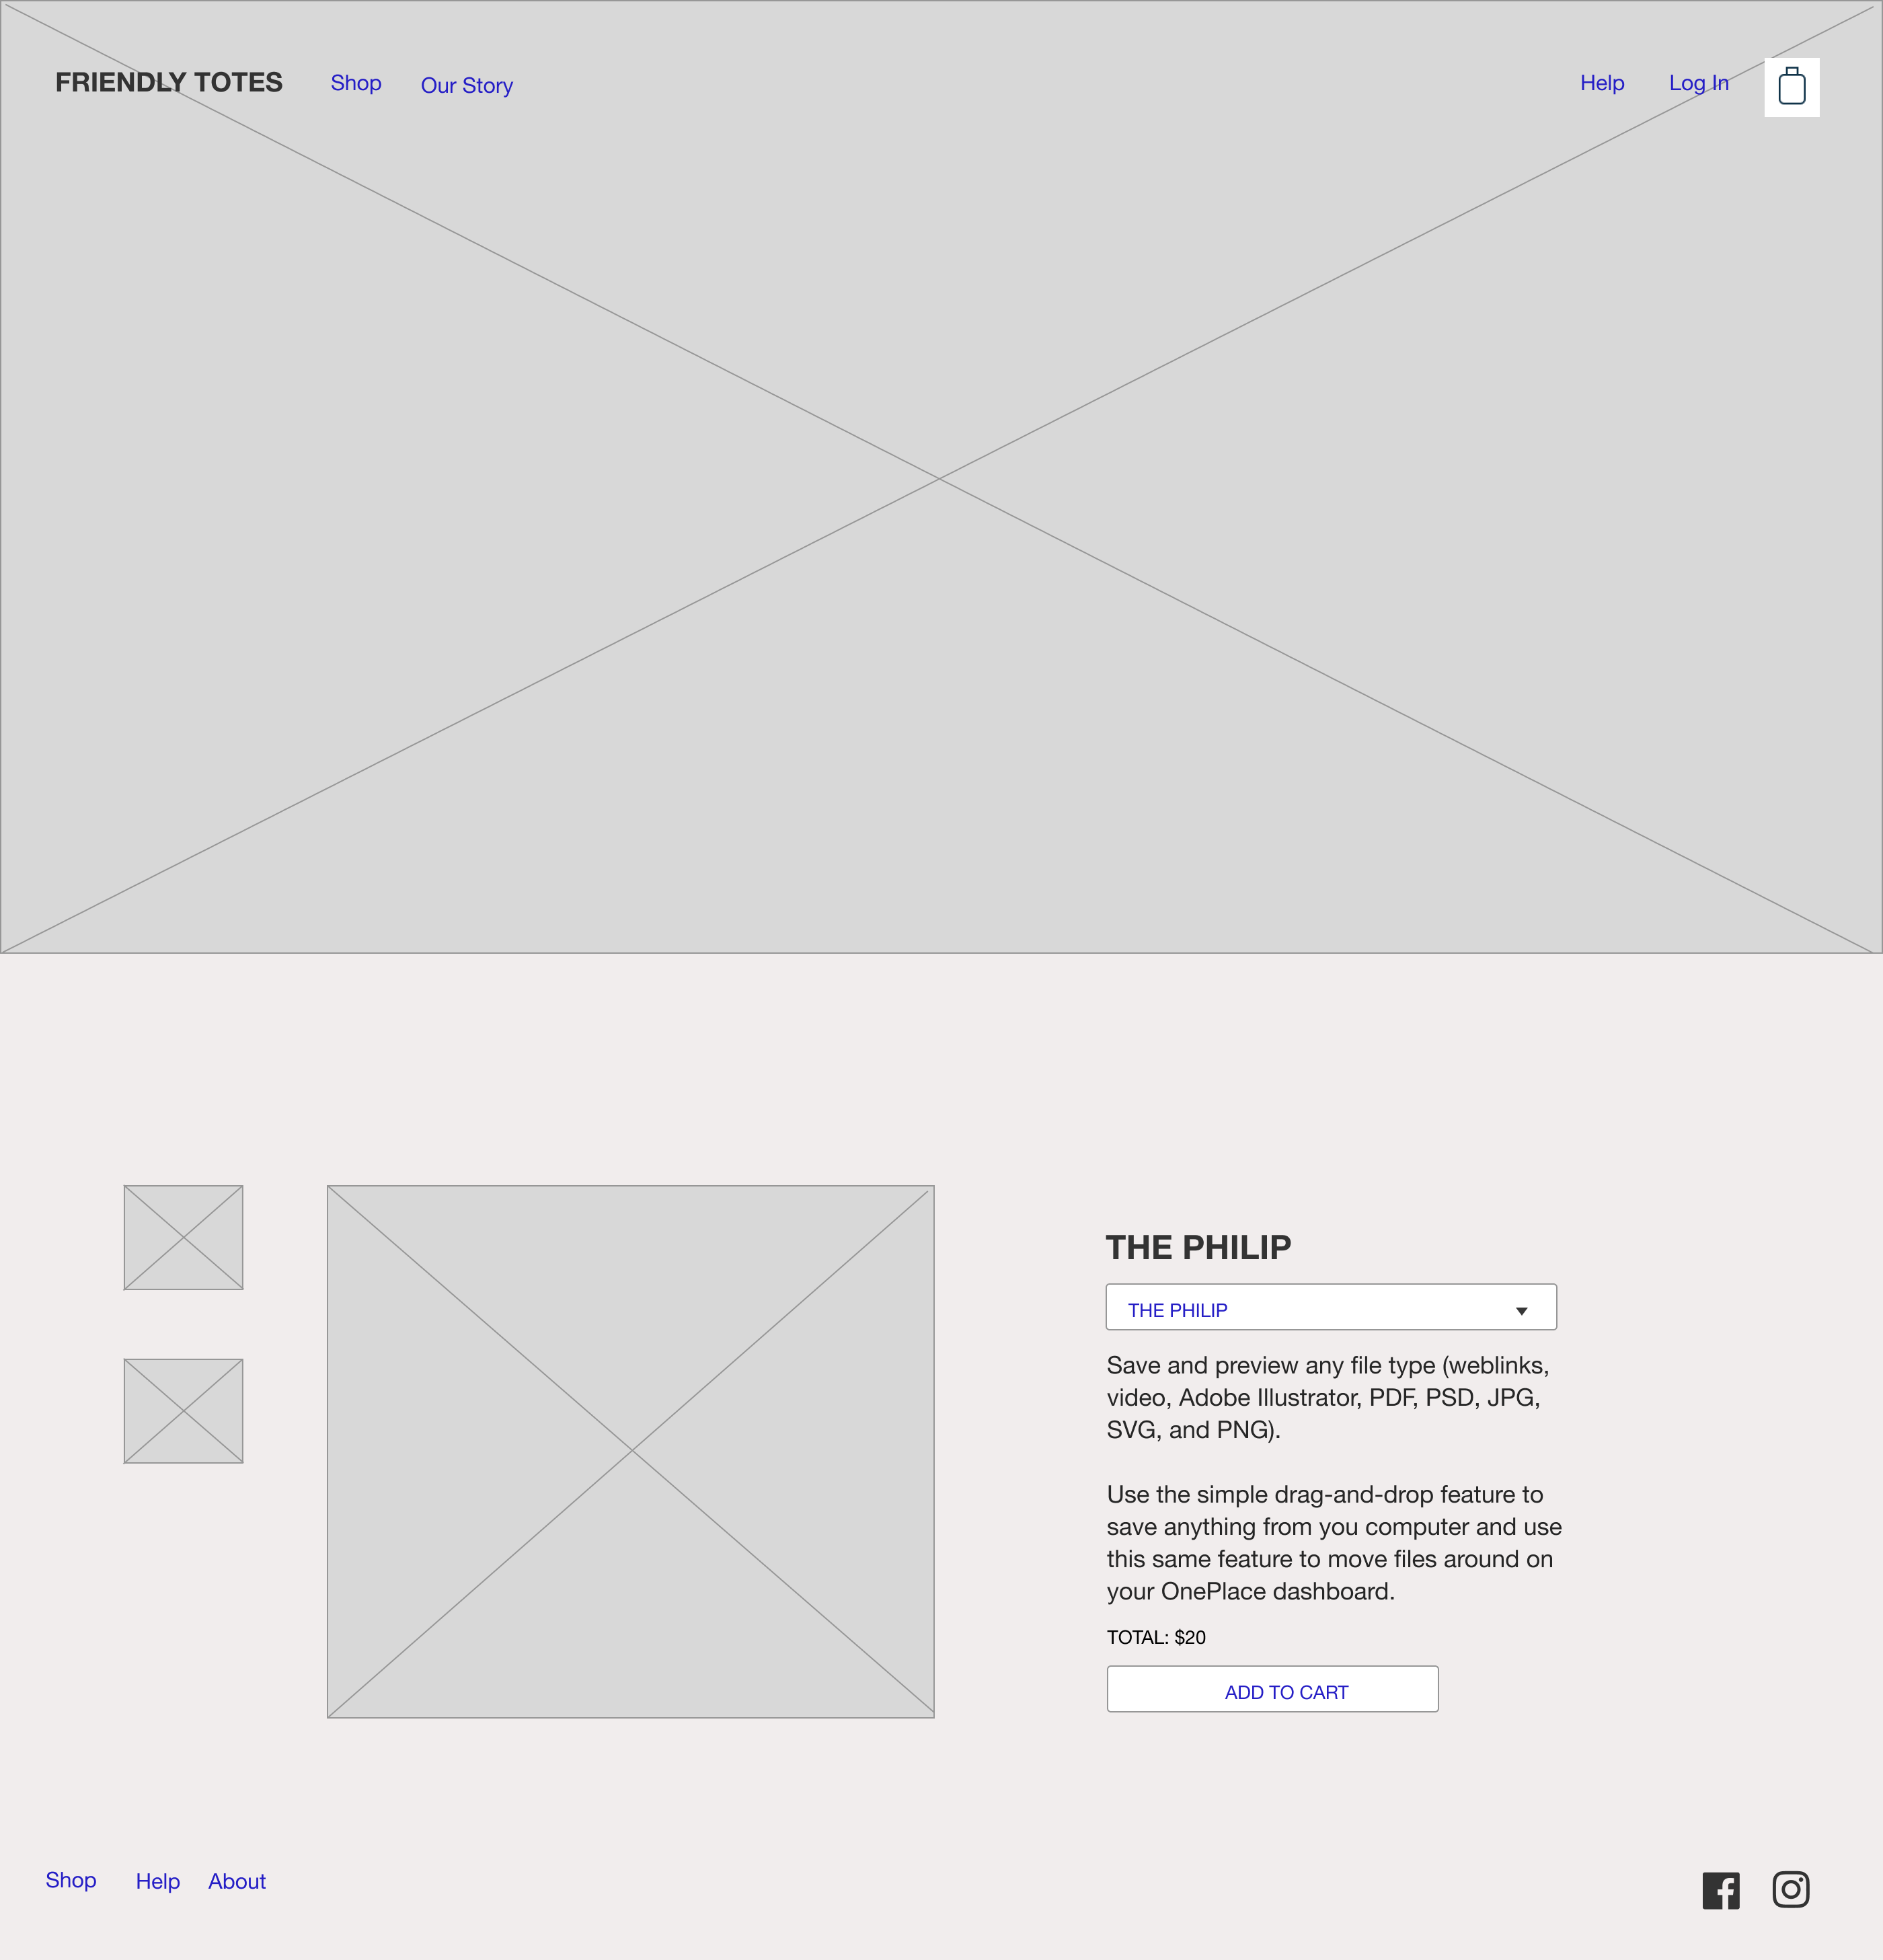 FRIENDLY TOTES
Shop
Our Story
Help
Log In
THE PHILIP
THE PHILIP
Save and preview any file type (weblinks,
video, Adobe Illustrator, PDF, PSD, JPG,
SVG, and PNG).
Use the simple drag-and-drop feature to
save anything from you computer and use
this same feature to move files around on
your OnePlace dashboard.
TOTAL: $20
ADD TO CART
Shop
Help
About